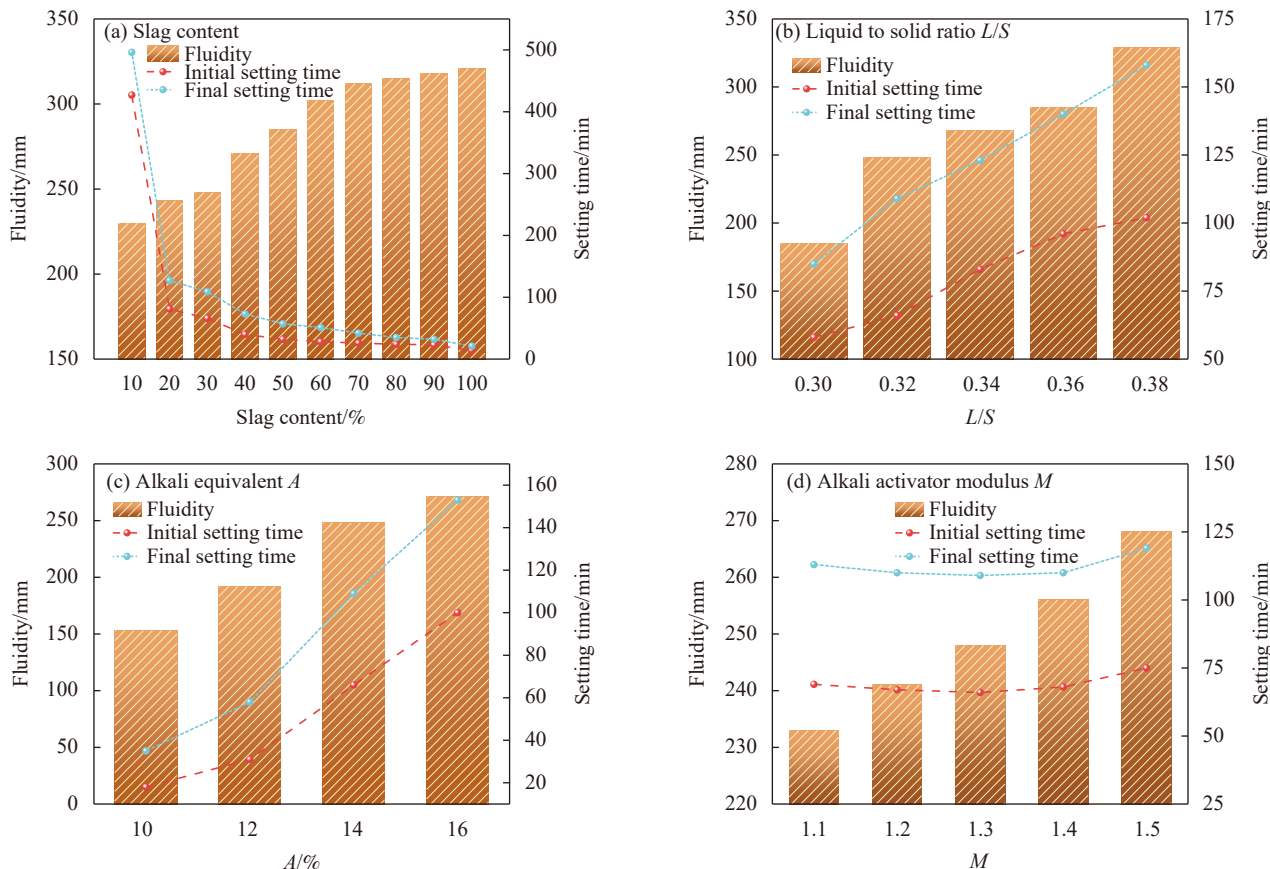 (a) Slag content
Fluidity
Initial setting time
Final setting time
350
300
250
200
150
Fluidity/mm
500
400
300
200
100
0
Setting time/min
10 20 30 40 50 60 70 80 90 100
Slag content/%
(b) Liquid to solid ratio L/S
Fluidity
Initial setting time
Final setting time
350
300
250
200
150
100
Fluidity/mm
175
150
125
100
75
50
Setting time/min
0.30 0.32 0.34 0.36 0.38
L/S
(c) Alkali equivalent A
Fluidity
Initial setting time
Final setting time
300
250
200
150
100
50
0
Fluidity/mm
160
140
120
100
80
60
40
20
Setting time/min
10 12 14 16
A/%
(d) Alkali activator modulus M
Fluidity
Initial setting time
Final setting time
280
270
260
250
240
230
220
Fluidity/mm
150
125
100
75
50
25
Setting time/min
1.1 1.2 1.3 1.4 1.5
M